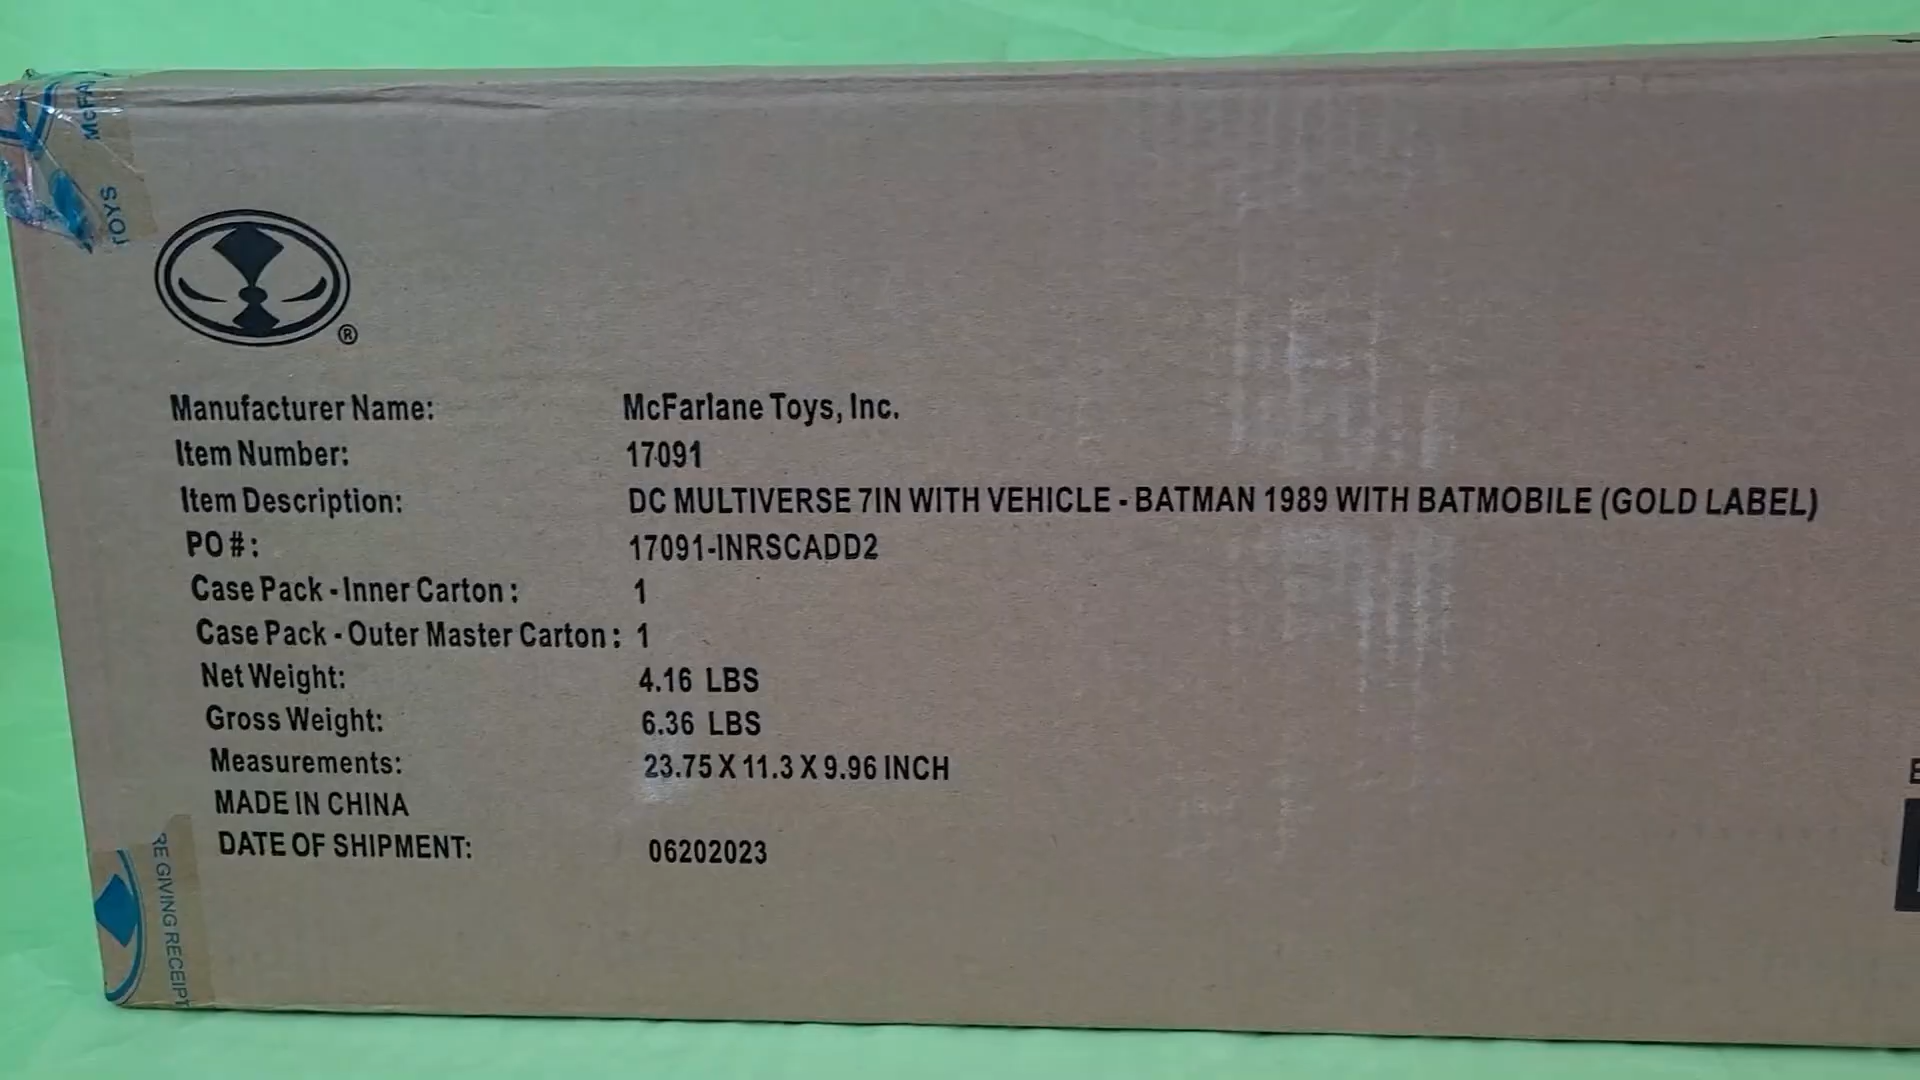 McFA
TOYS
®
Manufacturer Name: McFarlane Toys, Inc.
Item Number: 17091
Item Description: DC MULTIVERSE 7IN WITH VEHICLE - BATMAN 1989 WITH BATMOBILE (GOLD LABEL)
PO#: 17091-INRSCADD2
Case Pack - Inner Carton : 1
Case Pack - Outer Master Carton : 1
Net Weight: 4.16 LBS
Gross Weight: 6.36 LBS
Measurements: 23.75 X 11.3 X 9.96 INCH
MADE IN CHINA
DATE OF SHIPMENT: 06202023
RE GIVING RECEIPT